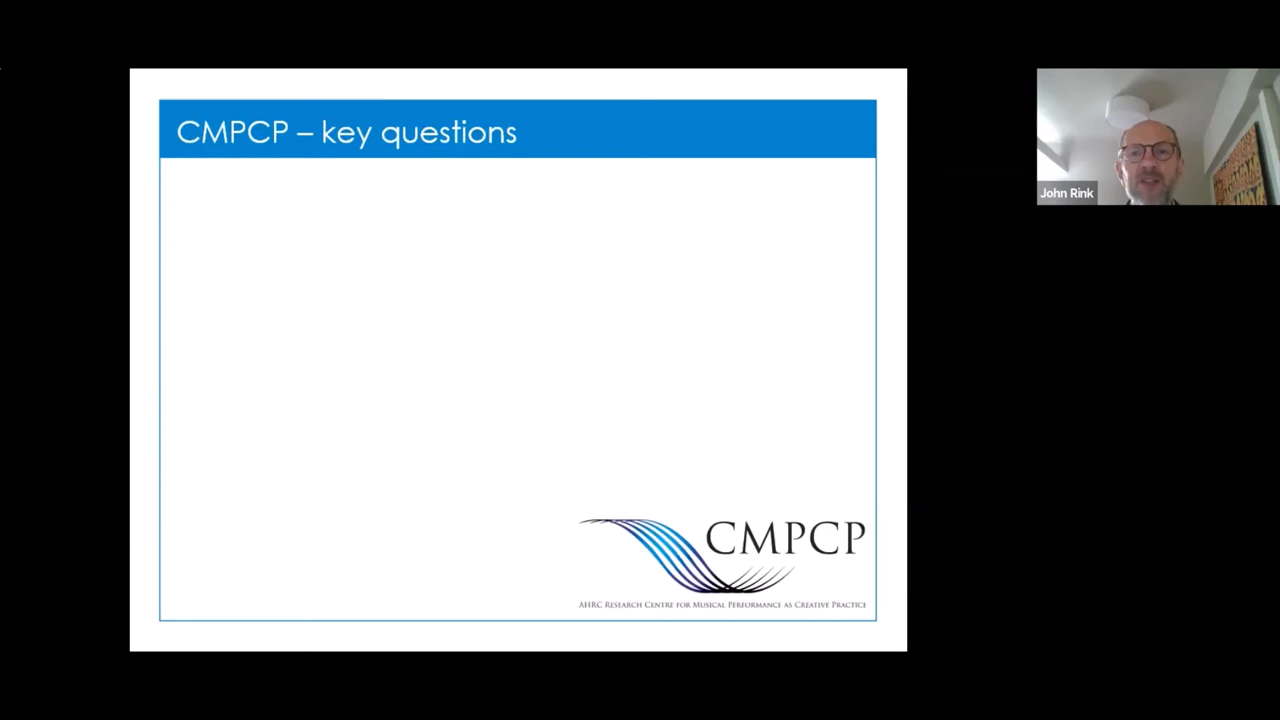 CMPCP – key questions
John Rink
CMPCP
AHRC Research Centre for Musical Performance as Creative Practice